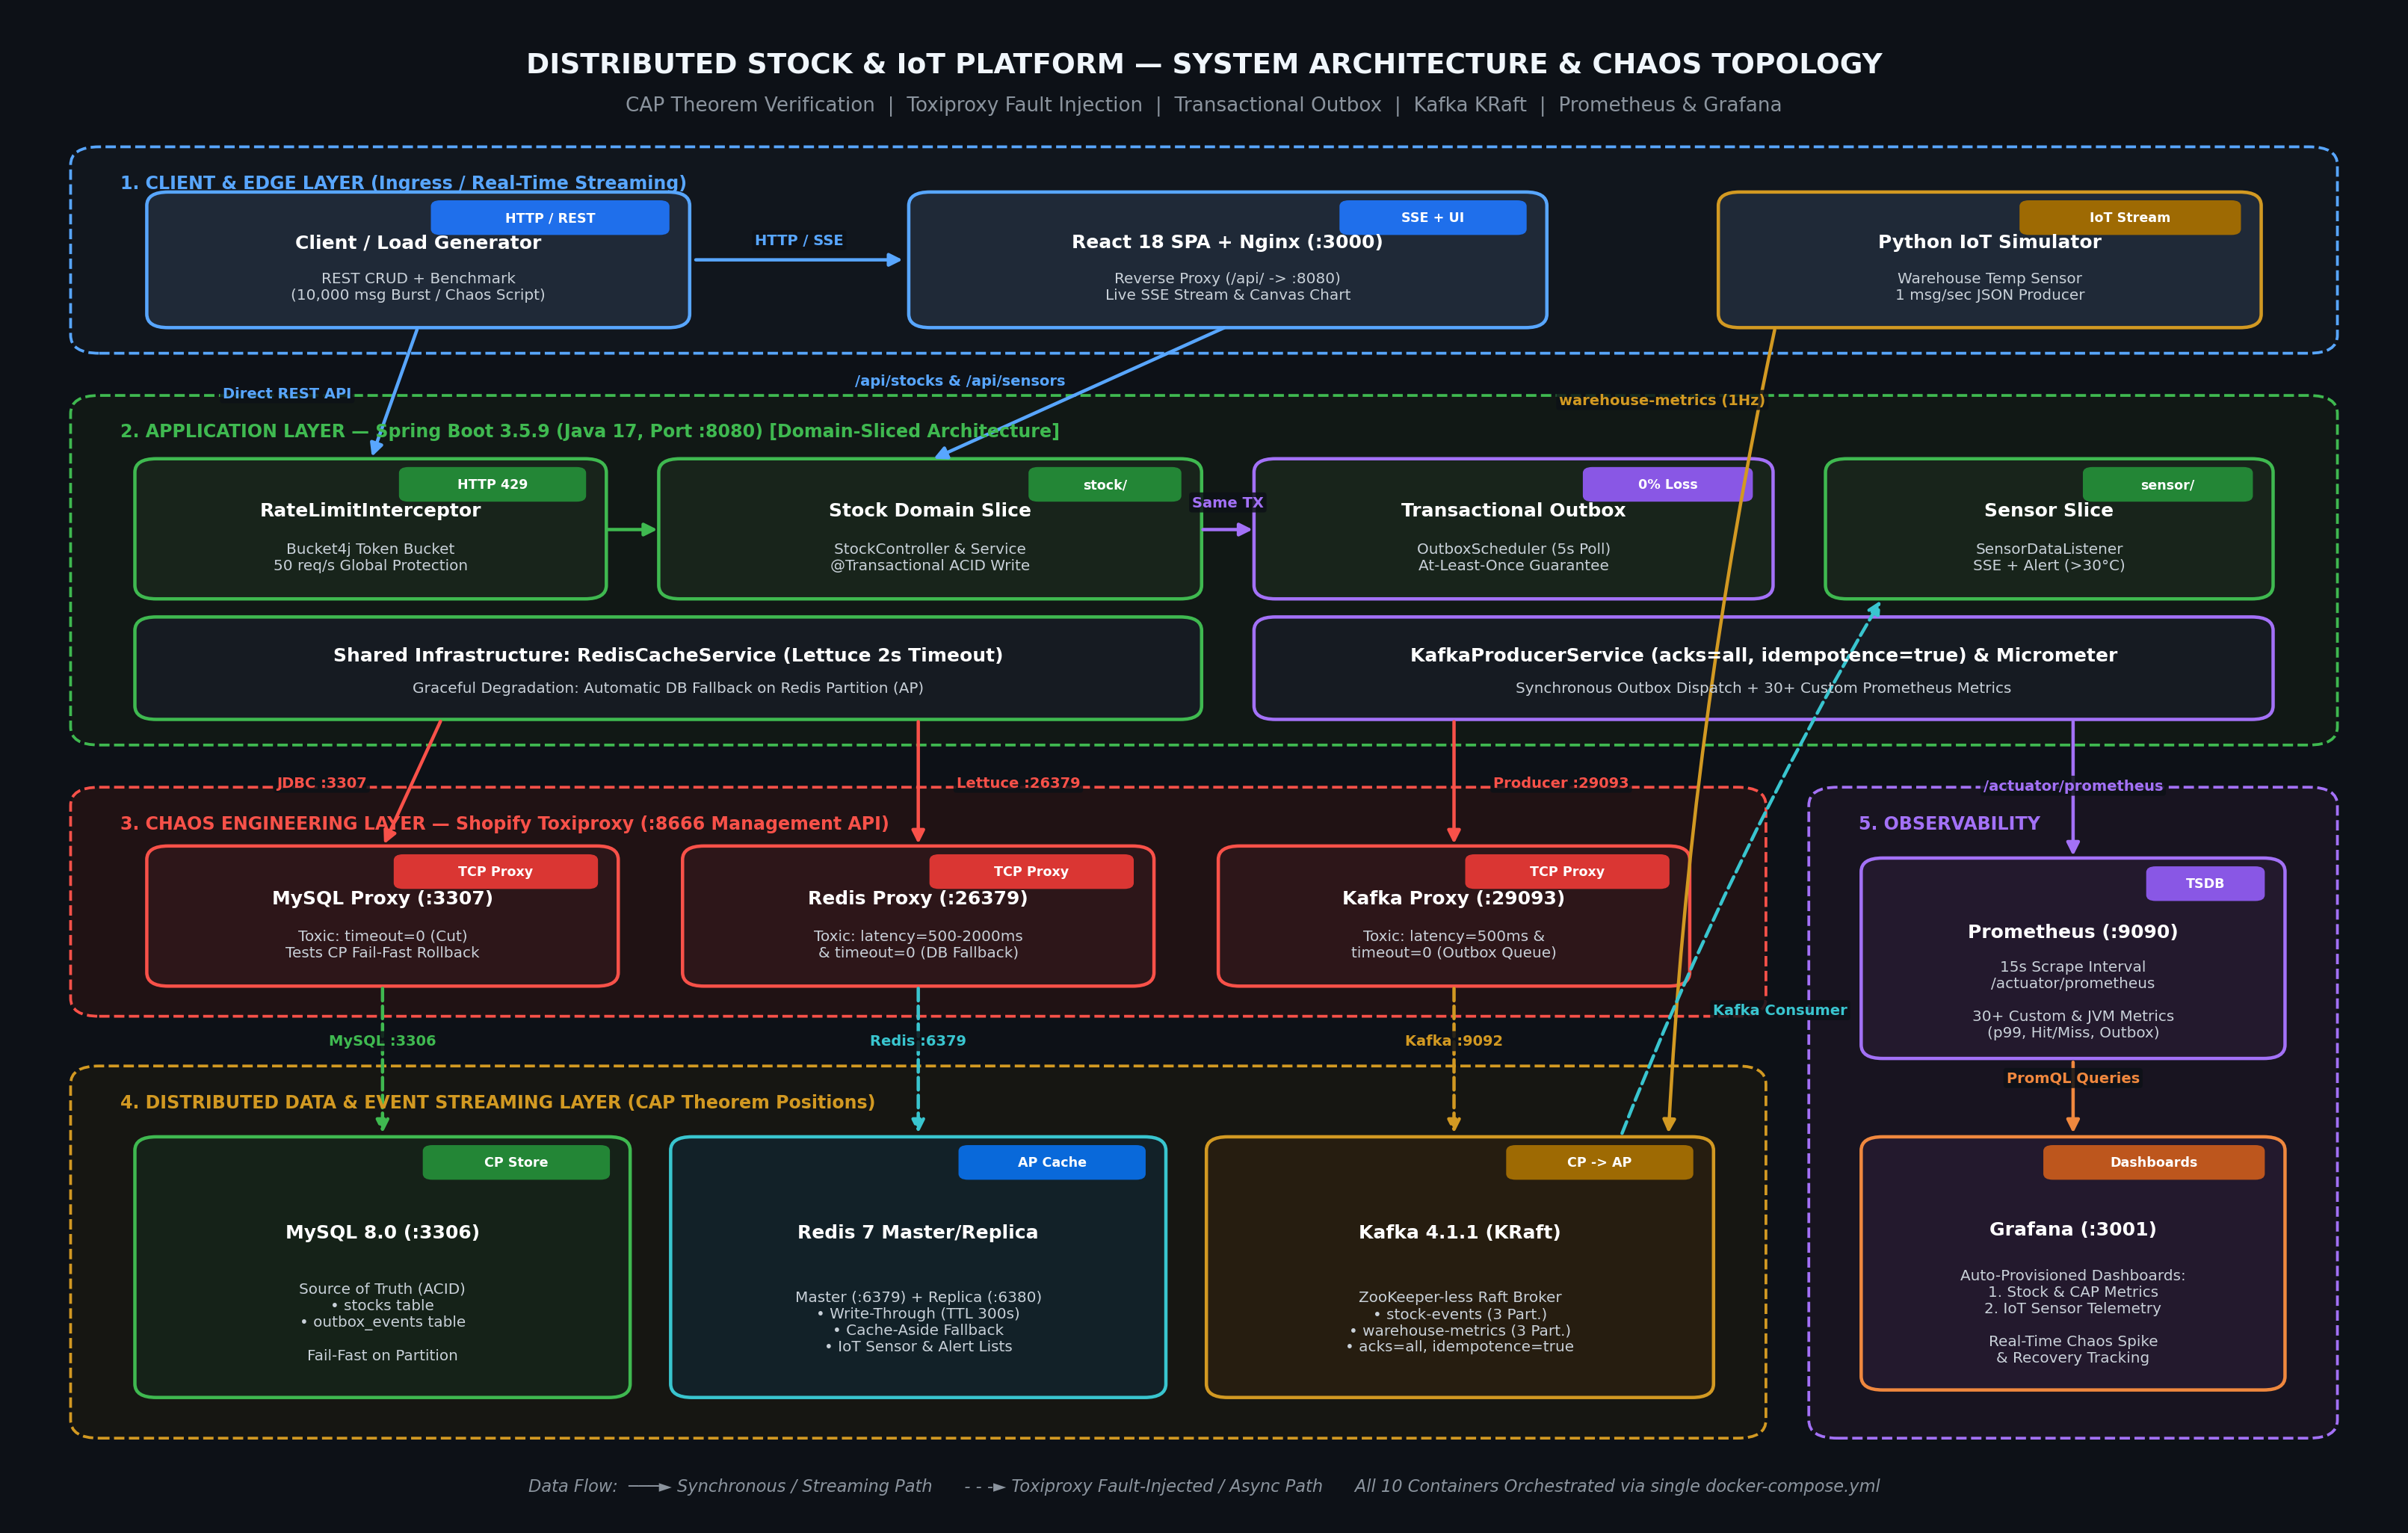 DISTRIBUTED STOCK & IoT PLATFORM — SYSTEM ARCHITECTURE & CHAOS TOPOLOGY
CAP Theorem Verification | Toxiproxy Fault Injection | Transactional Outbox | Kafka KRaft | Prometheus & Grafana
1. CLIENT & EDGE LAYER (Ingress / Real-Time Streaming)
HTTP / REST
Client / Load Generator
REST CRUD + Benchmark
(10,000 msg Burst / Chaos Script)
HTTP / SSE
SSE + UI
React 18 SPA + Nginx (:3000)
Reverse Proxy (/api/ -> :8080)
Live SSE Stream & Canvas Chart
IoT Stream
Python IoT Simulator
Warehouse Temp Sensor
1 msg/sec JSON Producer
Direct REST API
/api/stocks & /api/sensors
warehouse-metrics (1Hz)
2. APPLICATION LAYER — Spring Boot 3.5.9 (Java 17, Port :8080) [Domain-Sliced Architecture]
HTTP 429
RateLimitInterceptor
Bucket4j Token Bucket
50 req/s Global Protection
stock/
Stock Domain Slice
StockController & Service
@Transactional ACID Write
Same TX
0% Loss
Transactional Outbox
OutboxScheduler (5s Poll)
At-Least-Once Guarantee
sensor/
Sensor Slice
SensorDataListener
SSE + Alert (>30°C)
Shared Infrastructure: RedisCacheService (Lettuce 2s Timeout)
Graceful Degradation: Automatic DB Fallback on Redis Partition (AP)
KafkaProducerService (acks=all, idempotence=true) & Micrometer
Synchronous Outbox Dispatch + 30+ Custom Prometheus Metrics
JDBC :3307
Lettuce :26379
Producer :29093
/actuator/prometheus
3. CHAOS ENGINEERING LAYER — Shopify Toxiproxy (:8666 Management API)
TCP Proxy
MySQL Proxy (:3307)
Toxic: timeout=0 (Cut)
Tests CP Fail-Fast Rollback
TCP Proxy
Redis Proxy (:26379)
Toxic: latency=500-2000ms
& timeout=0 (DB Fallback)
TCP Proxy
Kafka Proxy (:29093)
Toxic: latency=500ms &
timeout=0 (Outbox Queue)
5. OBSERVABILITY
TSDB
Prometheus (:9090)
15s Scrape Interval
/actuator/prometheus
30+ Custom & JVM Metrics
(p99, Hit/Miss, Outbox)
Kafka Consumer
MySQL :3306
Redis :6379
Kafka :9092
PromQL Queries
4. DISTRIBUTED DATA & EVENT STREAMING LAYER (CAP Theorem Positions)
CP Store
MySQL 8.0 (:3306)
Source of Truth (ACID)
• stocks table
• outbox_events table
Fail-Fast on Partition
AP Cache
Redis 7 Master/Replica
Master (:6379) + Replica (:6380)
• Write-Through (TTL 300s)
• Cache-Aside Fallback
• IoT Sensor & Alert Lists
CP -> AP
Kafka 4.1.1 (KRaft)
ZooKeeper-less Raft Broker
• stock-events (3 Part.)
• warehouse-metrics (3 Part.)
• acks=all, idempotence=true
Dashboards
Grafana (:3001)
Auto-Provisioned Dashboards:
1. Stock & CAP Metrics
2. IoT Sensor Telemetry
Real-Time Chaos Spike
& Recovery Tracking
Data Flow: ──► Synchronous / Streaming Path - - -► Toxiproxy Fault-Injected / Async Path All 10 Containers Orchestrated via single docker-compose.yml